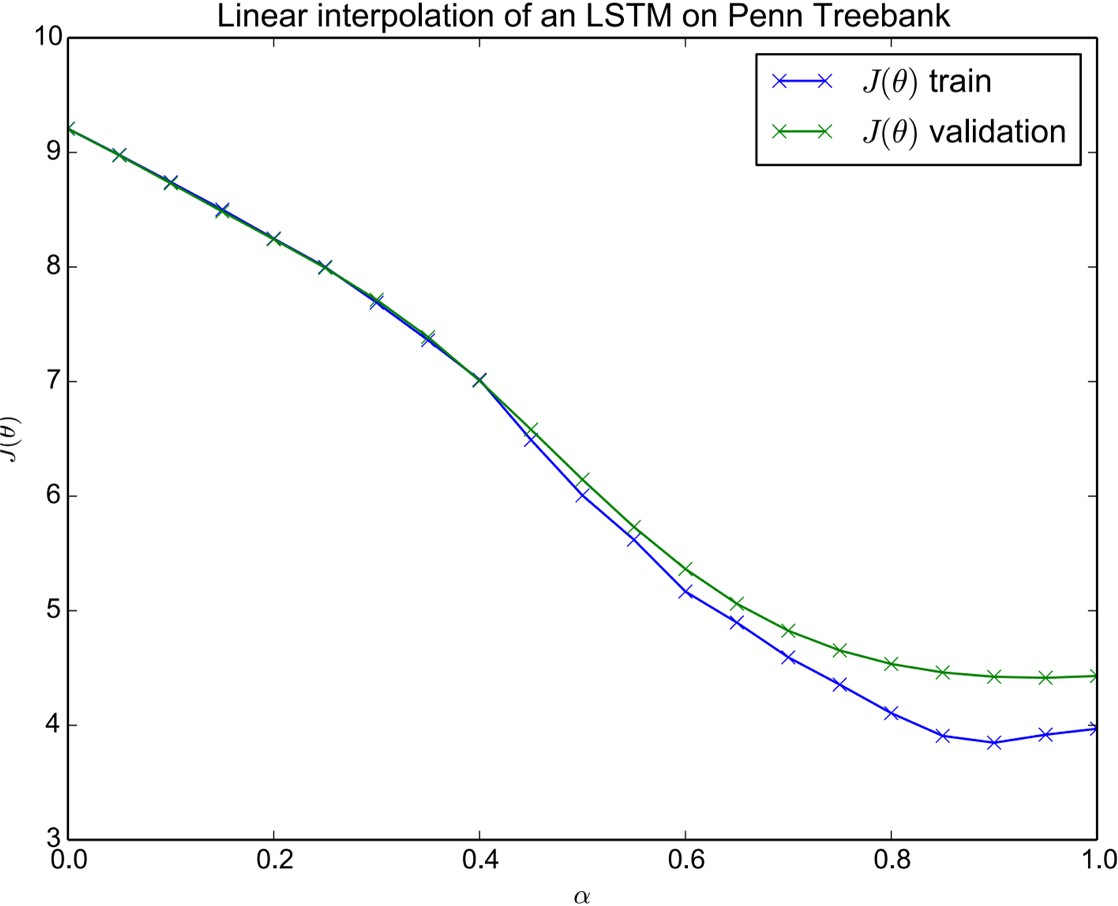 Linear interpolation of an LSTM on Penn Treebank
10
9
8
7
6
5
4
3
J(θ) train
J(θ) validation
J(θ)
0.0 0.2 0.4 0.6 0.8 1.0
α